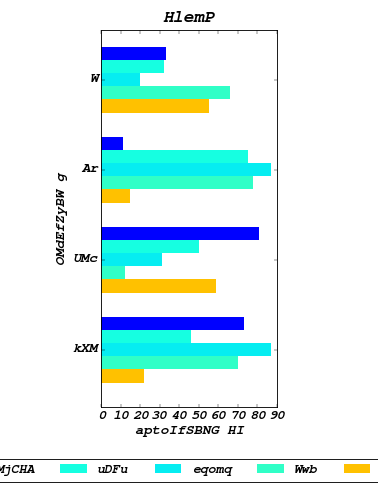 HlemP
OMdEfZyBW g
W
Ar
UMc
kXM
0 10 20 30 40 50 60 70 80 90
aptoIfSBNG HI
MjCHA uDFu eqomq Wwb